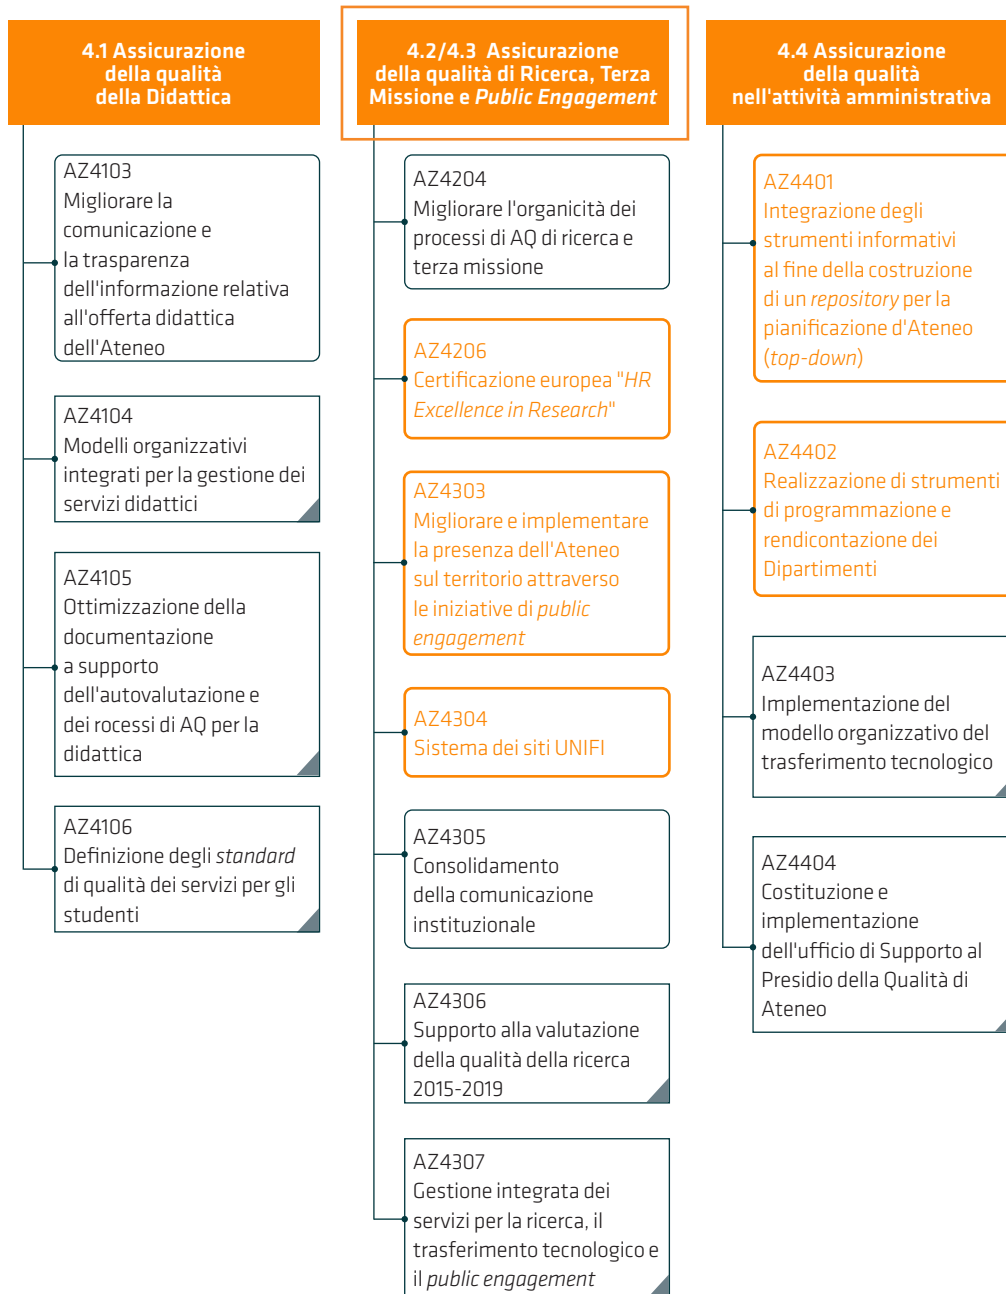 4.1 Assicurazione
della qualità
della Didattica
AZ4103
Migliorare la
comunicazione e
la trasparenza
dell'informazione relativa
all'offerta didattica
dell'Ateneo
AZ4104
Modelli organizzativi
integrati per la gestione dei
servizi didattici
AZ4105
Ottimizzazione della
documentazione
a supporto
dell'autovalutazione e
dei rocessi di AQ per la
didattica
AZ4106
Definizione degli standard
di qualità dei servizi per gli
studenti
4.2/4.3 Assicurazione
della qualità di Ricerca, Terza
Missione e Public Engagement
AZ4204
Migliorare l'organicità dei
processi di AQ di ricerca e
terza missione
AZ4206
Certificazione europea "HR
Excellence in Research"
AZ4303
Migliorare e implementare
la presenza dell'Ateneo
sul territorio attraverso
le iniziative di public
engagement
AZ4304
Sistema dei siti UNIFI
AZ4305
Consolidamento
della comunicazione
instituzionale
AZ4306
Supporto alla valutazione
della qualità della ricerca
2015-2019
AZ4307
Gestione integrata dei
servizi per la ricerca, il
trasferimento tecnologico e
il public engagement
4.4 Assicurazione
della qualità
nell'attività amministrativa
AZ4401
Integrazione degli
strumenti informativi
al fine della costruzione
di un repository per la
pianificazione d'Ateneo
(top-down)
AZ4402
Realizzazione di strumenti
di programmazione e
rendicontazione dei
Dipartimenti
AZ4403
Implementazione del
modello organizzativo del
trasferimento tecnologico
AZ4404
Costituzione e
implementazione
dell'ufficio di Supporto al
Presidio della Qualità di
Ateneo